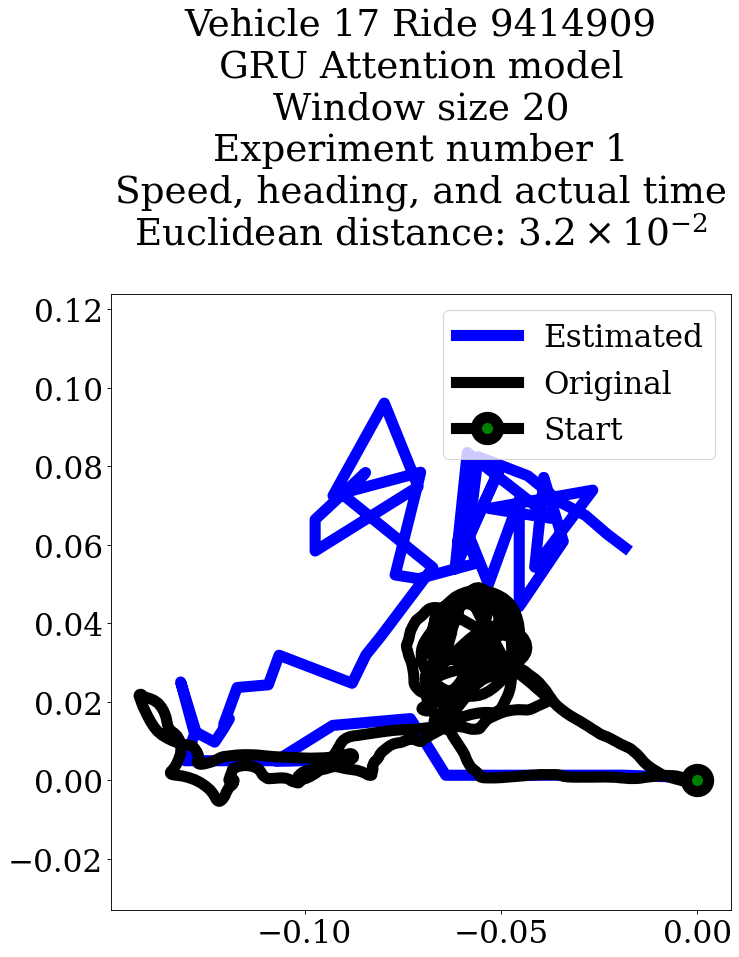 Vehicle 17 Ride 9414909
GRU Attention model
Window size 20
Experiment number 1
Speed, heading, and actual time
Euclidean distance: 3.2 × 10⁻²
0.12
0.10
0.08
0.06
0.04
0.02
0.00
−0.02
Estimated
Original
Start
−0.10
−0.05
0.00